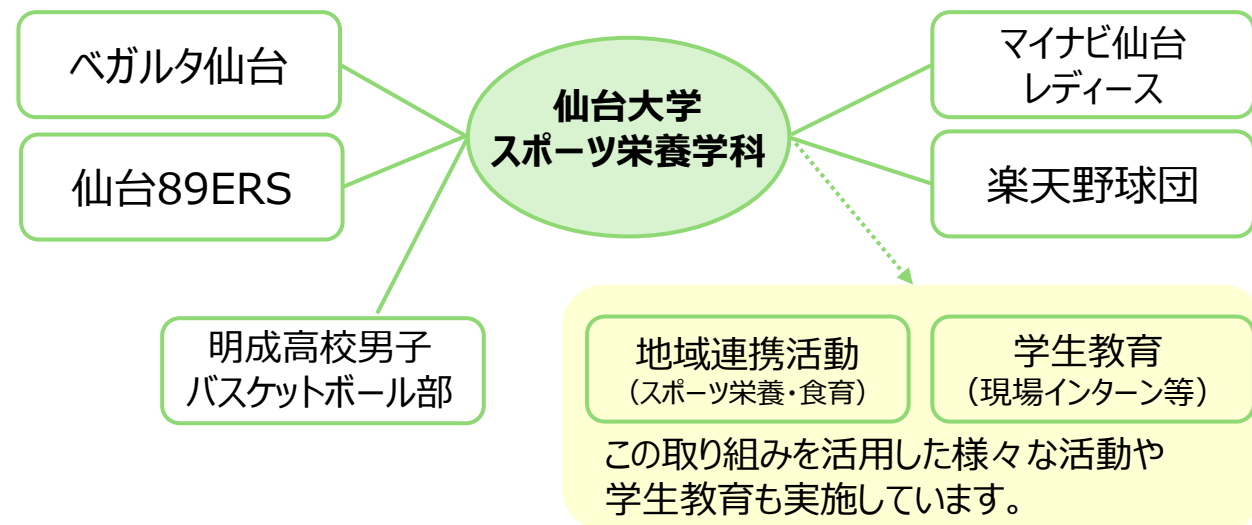 ベガルタ仙台
仙台89ERS
明成高校男子
バスケットボール部
仙台大学
スポーツ栄養学科
マイナビ仙台
レディース
楽天野球団
地域連携活動
（スポーツ栄養・食育）
学生教育
（現場インターン等）
この取り組みを活用した様々な活動や
学生教育も実施しています。